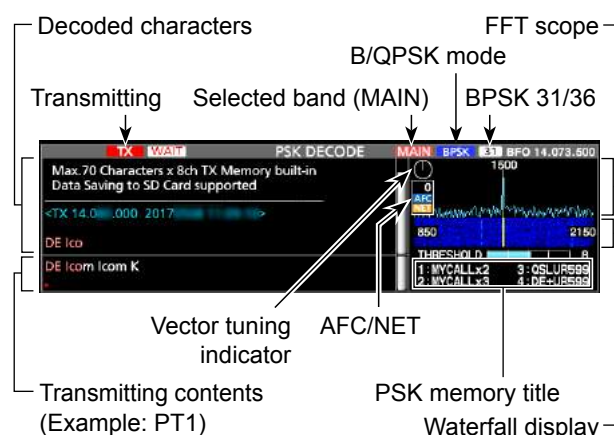 Decoded characters
FFT scope
B/QPSK mode
Transmitting
Selected band (MAIN)
BPSK 31/36
TX WAIT PSK DECODE MAIN BPSK 31 BFO 14.073.500
Max.70 Characters x 8ch TX Memory built-in
Data Saving to SD Card supported
<TX 14.0 .000 2017 >
DE Ico
DE Icom Icom K
1500
0
AFC
NET
850 2150
THRESHOLD 8
1:MYCALLx2 3:QSLUR599
2:MYCALLx3 4:DE+UR599
Vector tuning indicator
AFC/NET
Transmitting contents
(Example: PT1)
PSK memory title
Waterfall display